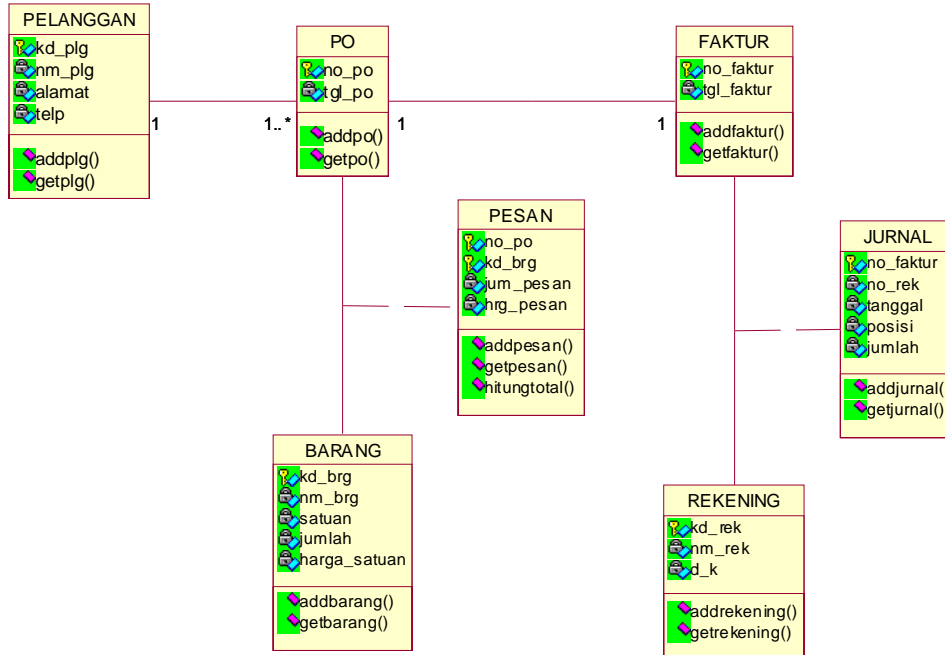 PELANGGAN
kd_plg
nm_plg
alamat
telp
addplg()
getplg()
1
1..*
PO
no_po
tgl_po
addpo()
getpo()
1
1
FAKTUR
no_faktur
tgl_faktur
addfaktur()
getfaktur()
PESAN
no_po
kd_brg
jum_pesan
hrg_pesan
addpesan()
getpesan()
hitungtotal()
JURNAL
no_faktur
no_rek
tanggal
posisi
jumlah
addjurnal(
getjurnal()
BARANG
kd_brg
nm_brg
satuan
jumlah
harga_satuan
addbarang()
getbarang()
REKENING
kd_rek
nm_rek
d_k
addrekening()
getrekening()